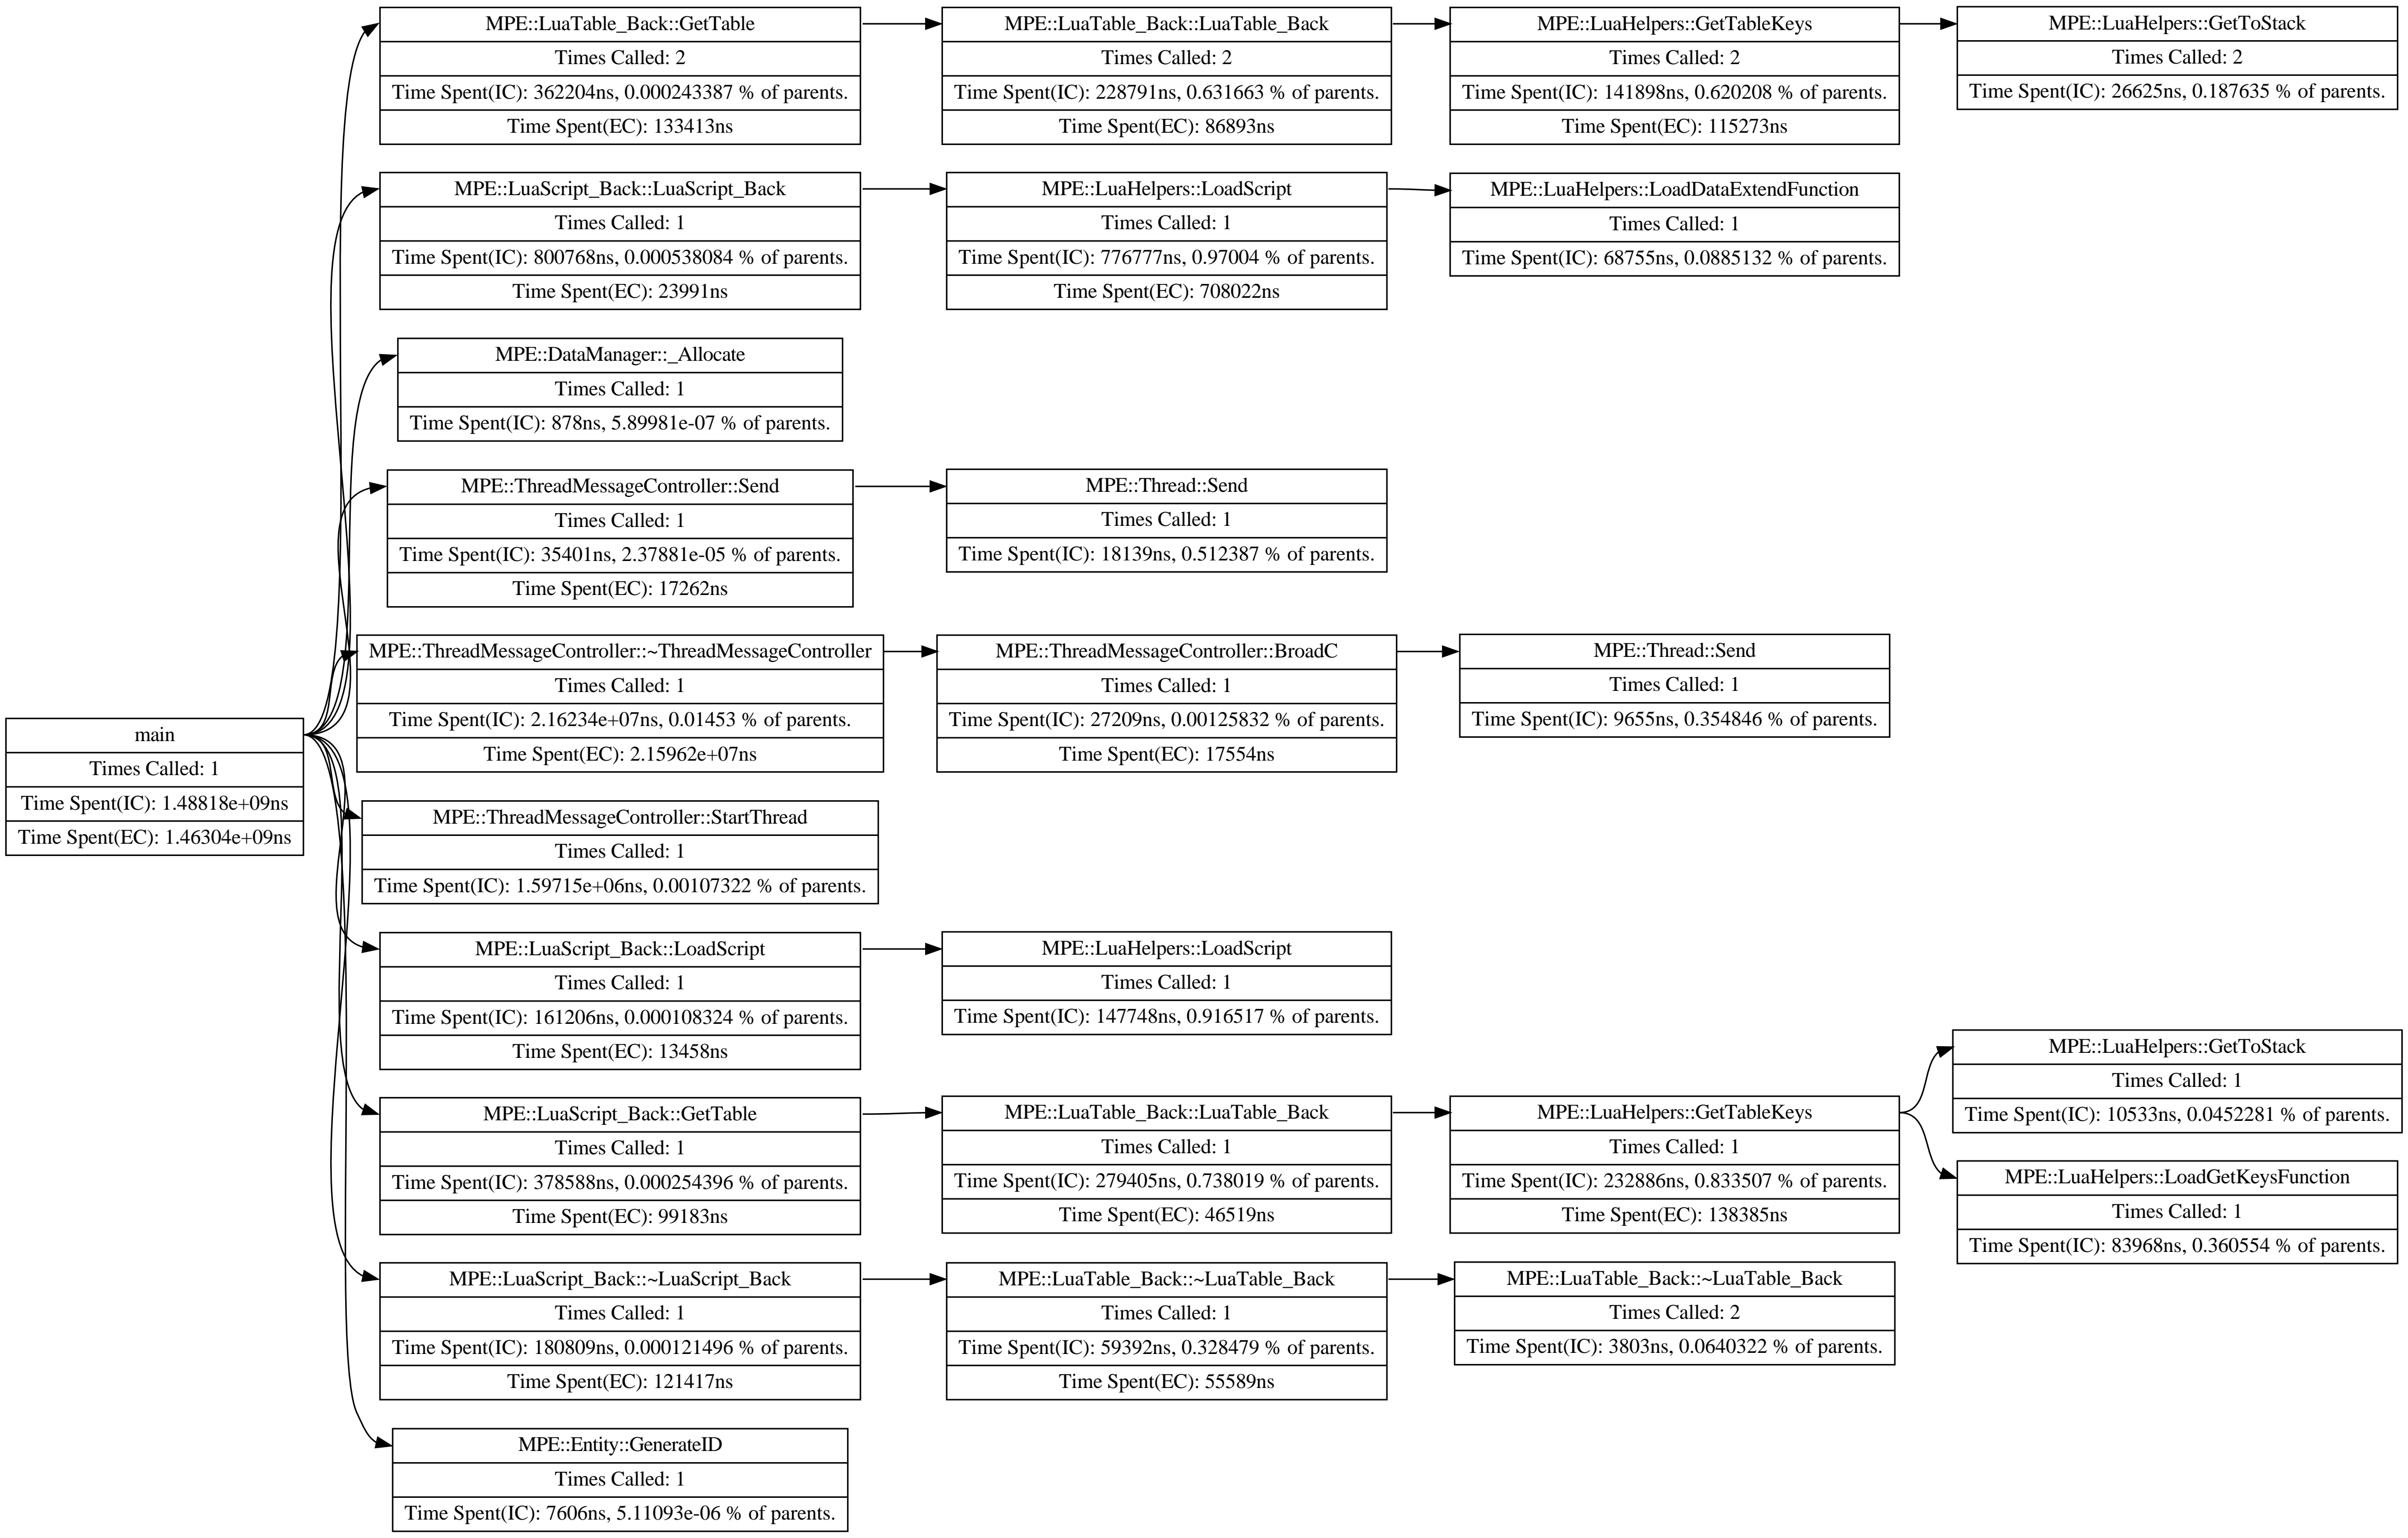 main
Times Called: 1
Time Spent(IC): 1.48818e+09ns
Time Spent(EC): 1.46304e+09ns
MPE::LuaTable_Back::GetTable
Times Called: 2
Time Spent(IC): 362204ns, 0.000243387 % of parents.
Time Spent(EC): 133413ns
MPE::LuaTable_Back::LuaTable_Back
Times Called: 2
Time Spent(IC): 228791ns, 0.631663 % of parents.
Time Spent(EC): 86893ns
MPE::LuaHelpers::GetTableKeys
Times Called: 2
Time Spent(IC): 141898ns, 0.620208 % of parents.
Time Spent(EC): 115273ns
MPE::LuaHelpers::GetToStack
Times Called: 2
Time Spent(IC): 26625ns, 0.187635 % of parents.
MPE::LuaScript_Back::LuaScript_Back
Times Called: 1
Time Spent(IC): 800768ns, 0.000538084 % of parents.
Time Spent(EC): 23991ns
MPE::LuaHelpers::LoadScript
Times Called: 1
Time Spent(IC): 776777ns, 0.97004 % of parents.
Time Spent(EC): 708022ns
MPE::LuaHelpers::LoadDataExtendFunction
Times Called: 1
Time Spent(IC): 68755ns, 0.0885132 % of parents.
MPE::DataManager::_Allocate
Times Called: 1
Time Spent(IC): 878ns, 5.89981e-07 % of parents.
MPE::ThreadMessageController::Send
Times Called: 1
Time Spent(IC): 35401ns, 2.37881e-05 % of parents.
Time Spent(EC): 17262ns
MPE::Thread::Send
Times Called: 1
Time Spent(IC): 18139ns, 0.512387 % of parents.
MPE::ThreadMessageController::~ThreadMessageController
Times Called: 1
Time Spent(IC): 2.16234e+07ns, 0.01453 % of parents.
Time Spent(EC): 2.15962e+07ns
MPE::ThreadMessageController::BroadC
Times Called: 1
Time Spent(IC): 27209ns, 0.00125832 % of parents.
Time Spent(EC): 17554ns
MPE::Thread::Send
Times Called: 1
Time Spent(IC): 9655ns, 0.354846 % of parents.
MPE::ThreadMessageController::StartThread
Times Called: 1
Time Spent(IC): 1.59715e+06ns, 0.00107322 % of parents.
MPE::LuaScript_Back::LoadScript
Times Called: 1
Time Spent(IC): 161206ns, 0.000108324 % of parents.
Time Spent(EC): 13458ns
MPE::LuaHelpers::LoadScript
Times Called: 1
Time Spent(IC): 147748ns, 0.916517 % of parents.
MPE::LuaScript_Back::GetTable
Times Called: 1
Time Spent(IC): 378588ns, 0.000254396 % of parents.
Time Spent(EC): 99183ns
MPE::LuaTable_Back::LuaTable_Back
Times Called: 1
Time Spent(IC): 279405ns, 0.738019 % of parents.
Time Spent(EC): 46519ns
MPE::LuaHelpers::GetTableKeys
Times Called: 1
Time Spent(IC): 232886ns, 0.833507 % of parents.
Time Spent(EC): 138385ns
MPE::LuaHelpers::GetToStack
Times Called: 1
Time Spent(IC): 10533ns, 0.0452281 % of parents.
MPE::LuaHelpers::LoadGetKeysFunction
Times Called: 1
Time Spent(IC): 83968ns, 0.360554 % of parents.
MPE::LuaScript_Back::~LuaScript_Back
Times Called: 1
Time Spent(IC): 180809ns, 0.000121496 % of parents.
Time Spent(EC): 121417ns
MPE::LuaTable_Back::~LuaTable_Back
Times Called: 1
Time Spent(IC): 59392ns, 0.328479 % of parents.
Time Spent(EC): 55589ns
MPE::LuaTable_Back::~LuaTable_Back
Times Called: 2
Time Spent(IC): 3803ns, 0.0640322 % of parents.
MPE::Entity::GenerateID
Times Called: 1
Time Spent(IC): 7606ns, 5.11093e-06 % of parents.